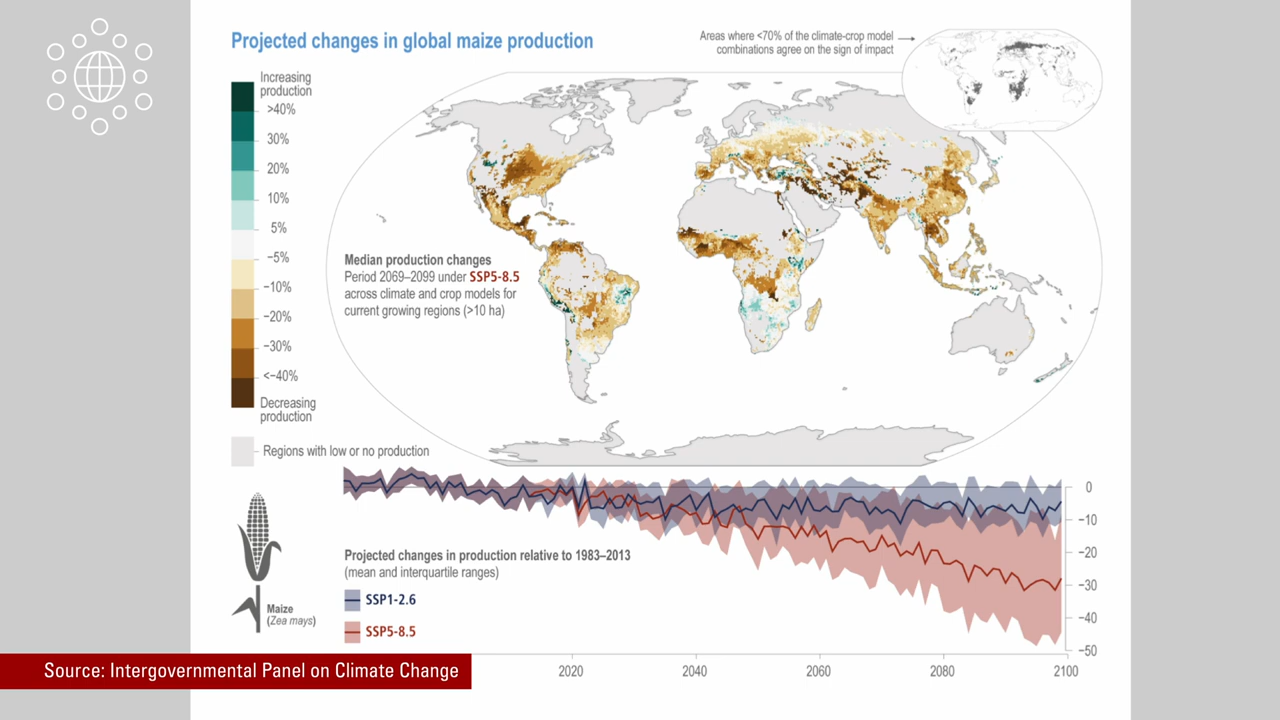 Projected changes in global maize production
Areas where <70% of the climate-crop model
combinations agree on the sign of impact
Increasing
production
>40%
30%
20%
10%
5%
−5%
−10%
−20%
−30%
<−40%
Decreasing
production
Regions with low or no production
Median production changes
Period 2069–2099 under SSP5-8.5
across climate and crop models for
current growing regions (>10 ha)
Maize
(Zea mays)
Projected changes in production relative to 1983–2013
(mean and interquartile ranges)
SSP1-2.6
SSP5-8.5
0
−10
−20
−30
−40
−50
2020
2040
2060
2080
2100
Source: Intergovernmental Panel on Climate Change